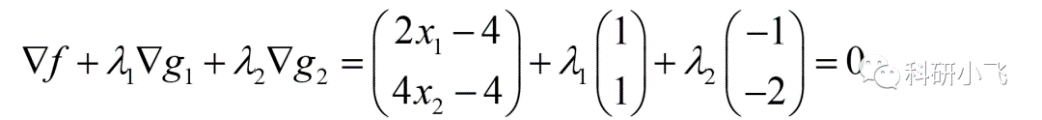 ∇f + λ₁∇g₁ + λ₂∇g₂ = (2x₁ − 4; 4x₂ − 4) + λ₁(1; 1) + λ₂(−1; −2) = 0 科研小飞